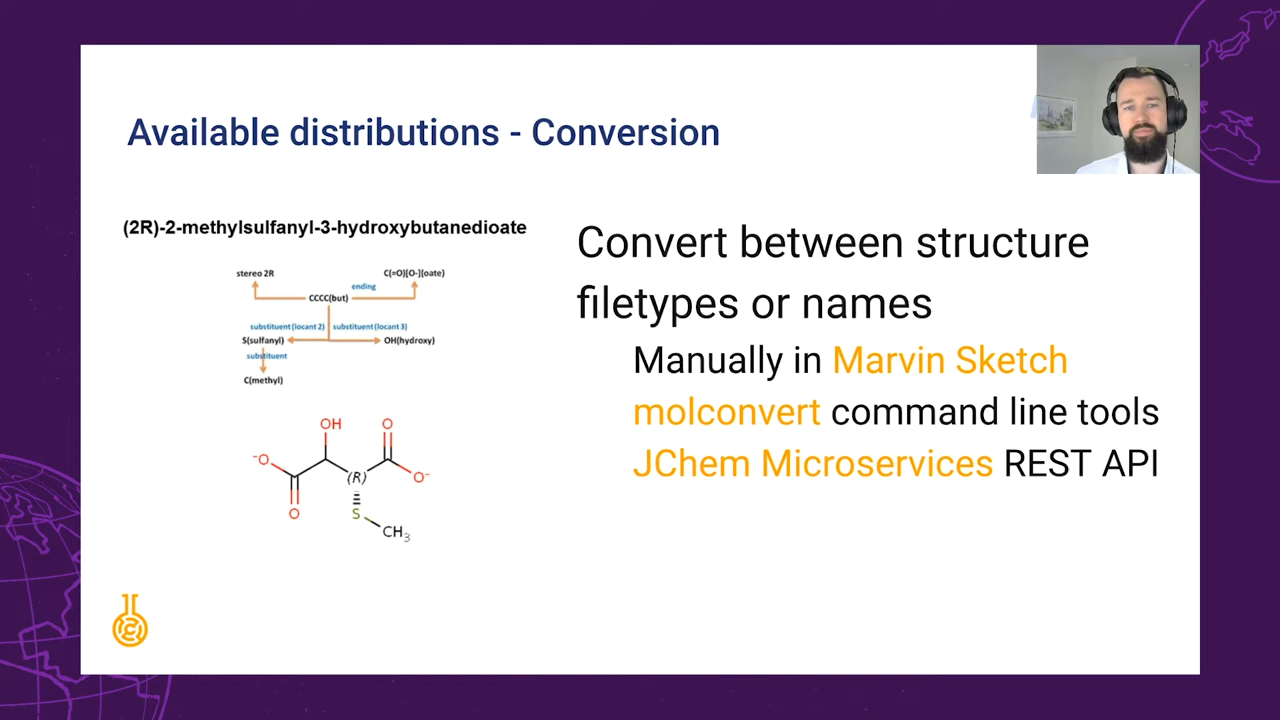 Available distributions - Conversion
(2R)-2-methylsulfanyl-3-hydroxybutanedioate
stereo 2R
C(=O)[O-](oate)
ending
CCCC(but)
substituent (locant 2)
substituent (locant 3)
S(sulfanyl)
OH(hydroxy)
substituent
C(methyl)
OH
O
-O
(R)
O-
O
S
CH3
Convert between structure
filetypes or names
Manually in Marvin Sketch
molconvert command line tools
JChem Microservices REST API